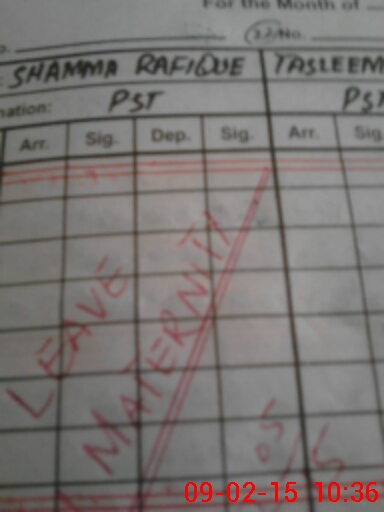 For the Month of
No.
SHAMMA RAFIQUE TASLEEM
nation: PST PST
Arr. Sig. Dep. Sig. Arr. Sig
LEAVE
MATERNITY
05
09-02-15 10:36